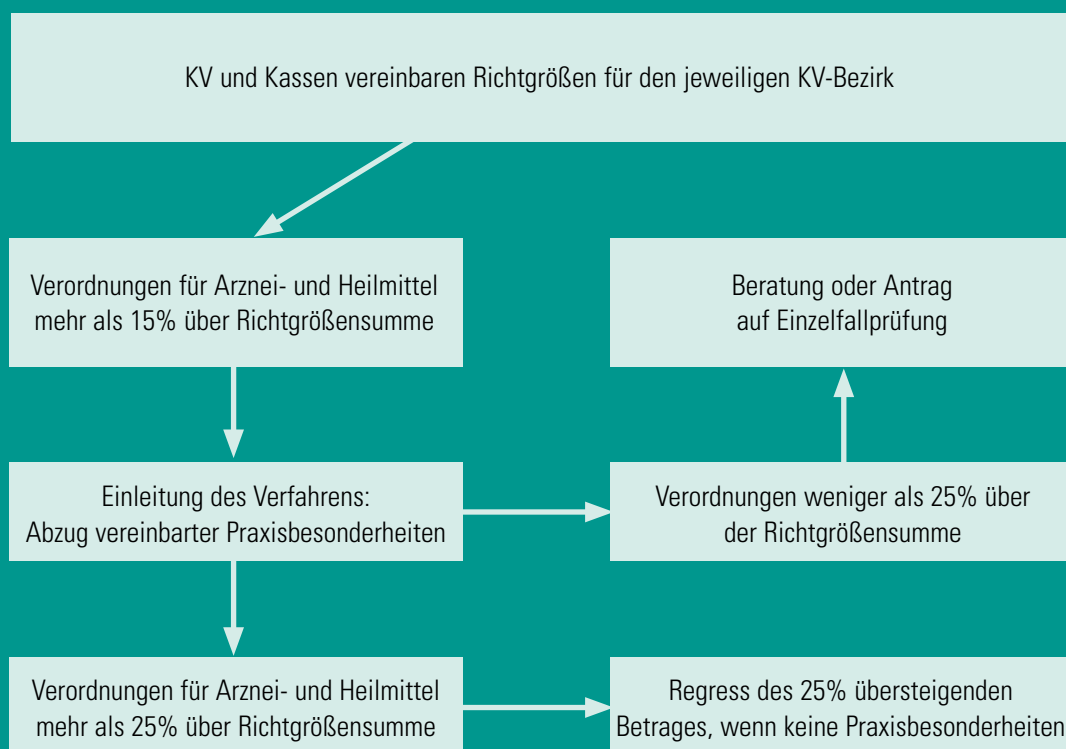 KV und Kassen vereinbaren Richtgrößen für den jeweiligen KV-Bezirk
Verordnungen für Arznei- und Heilmittel
mehr als 15% über Richtgrößensumme
Beratung oder Antrag
auf Einzelfallprüfung
Einleitung des Verfahrens:
Abzug vereinbarter Praxisbesonderheiten
Verordnungen weniger als 25% über
der Richtgrößensumme
Verordnungen für Arznei- und Heilmittel
mehr als 25% über Richtgrößensumme
Regress des 25% übersteigenden
Betrages, wenn keine Praxisbesonderheiten